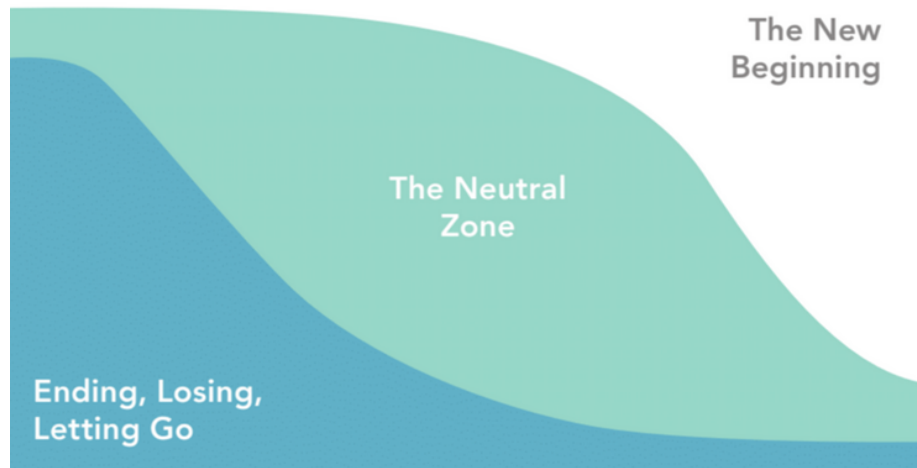 The New
Beginning
The Neutral
Zone
Ending, Losing,
Letting Go